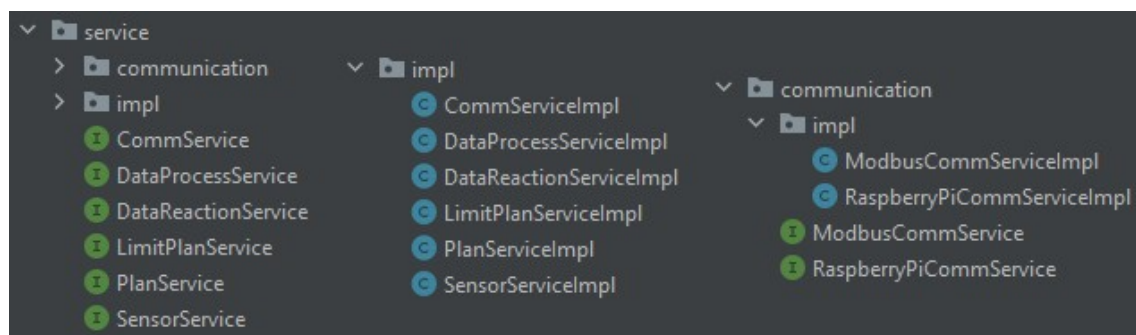 service
communication
impl
CommService
DataProcessService
DataReactionService
LimitPlanService
PlanService
SensorService
impl
CommServiceImpl
DataProcessServiceImpl
DataReactionServiceImpl
LimitPlanServiceImpl
PlanServiceImpl
SensorServiceImpl
communication
impl
ModbusCommServiceImpl
RaspberryPiCommServiceImpl
ModbusCommService
RaspberryPiCommService